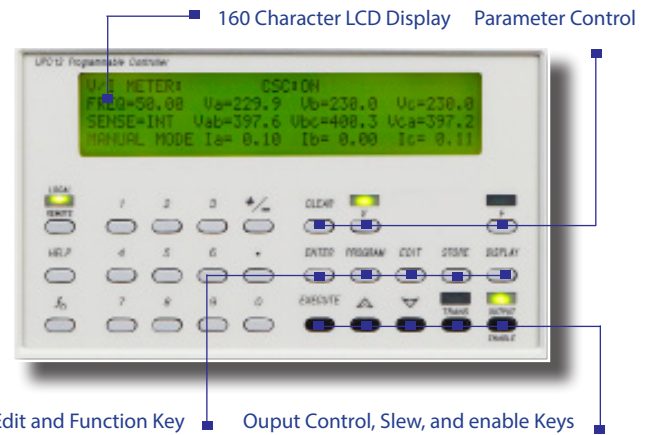 160 Character LCD Display Parameter Control
UPC12 Programmable Controller
V/I METER: CSC:ON
FREQ=50.00 Va=229.9 Vb=230.0 Vc=230.0
SENSE=INT Vab=397.6 Vbc=400.3 Vca=397.2
MANUAL MODE Ia= 0.10 Ib= 0.00 Ic= 0.11
LOCAL
REMOTE
1 2 3 +/_ CLEAR V F
HELP 4 5 6 . ENTER PROGRAM EDIT STORE DISPLAY
7 8 9 0 EXECUTE TRANS OUTPUT
ENABLE
Edit and Function Key Ouput Control, Slew, and enable Keys